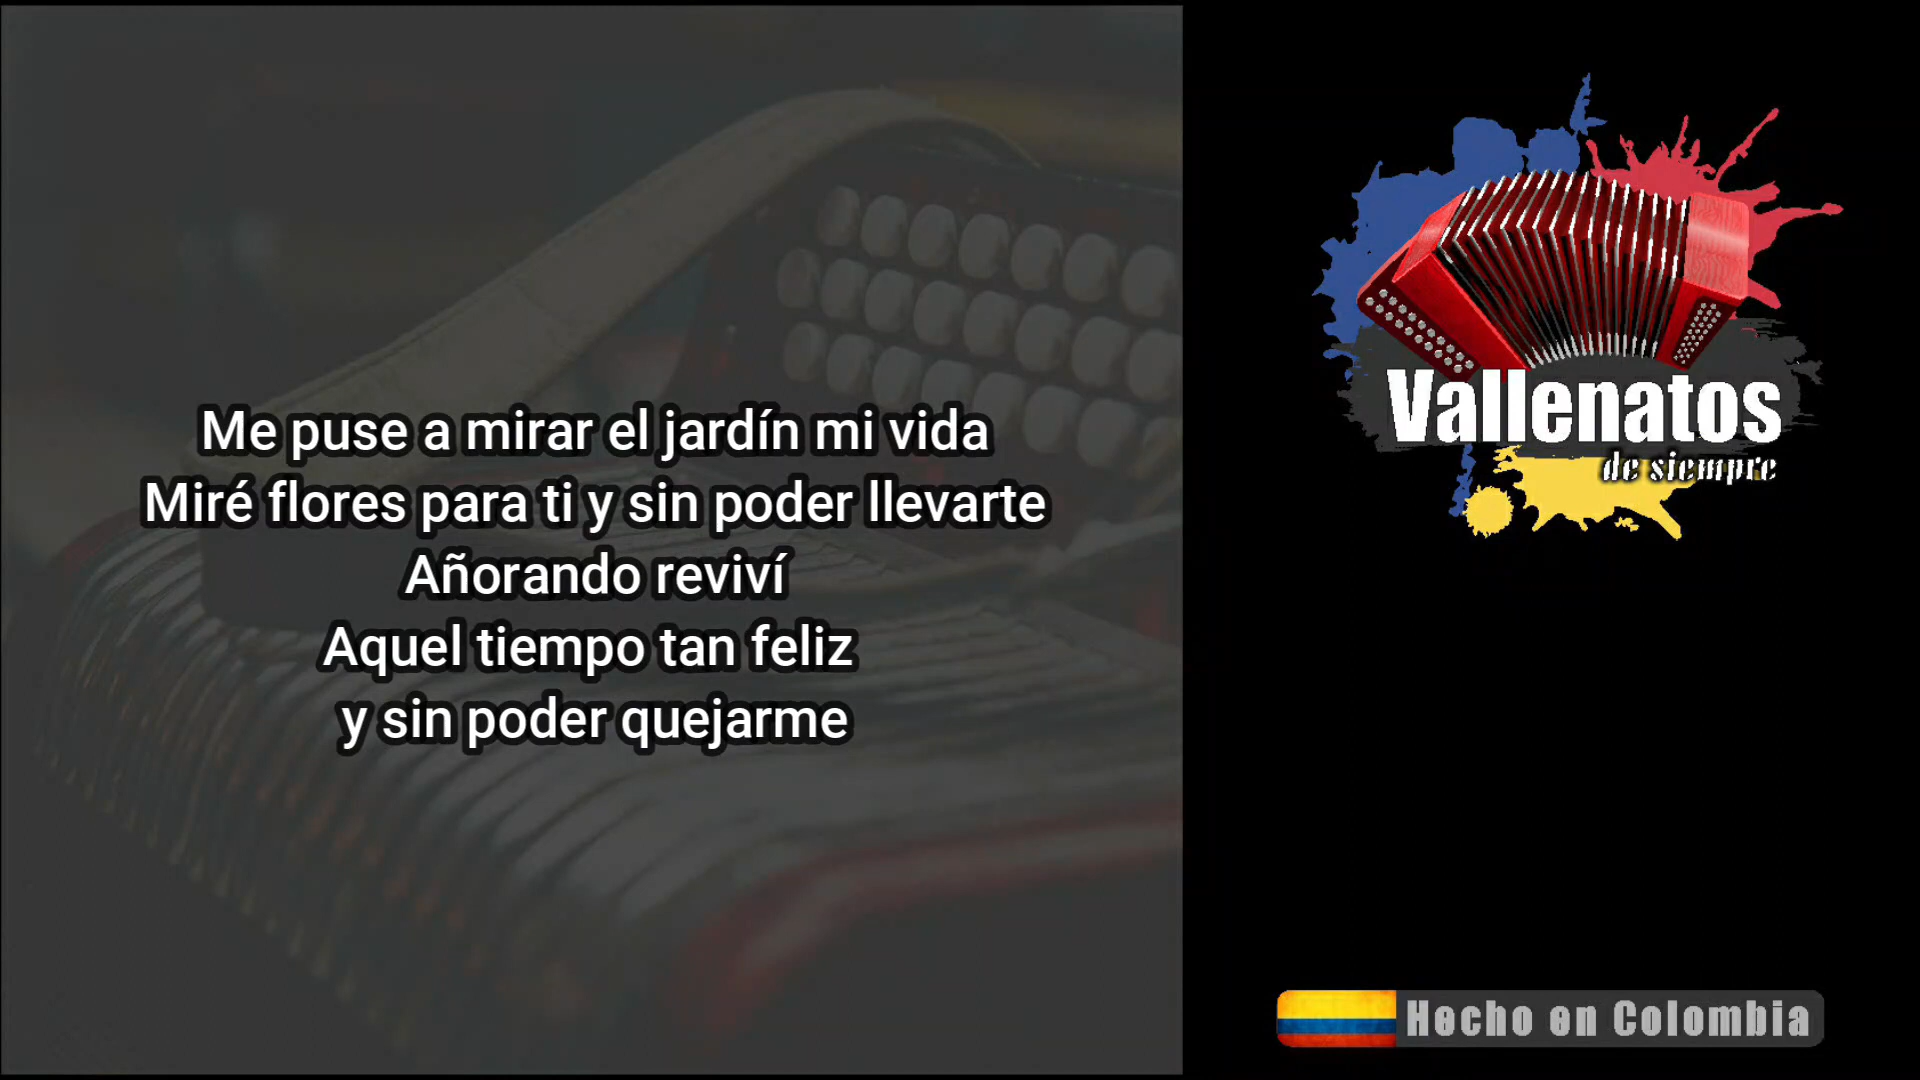 Me puse a mirar el jardín mi vida
Miré flores para ti y sin poder llevarte
Añorando reviví
Aquel tiempo tan feliz
y sin poder quejarme
Vallenatos
de siempre
Hecho en Colombia